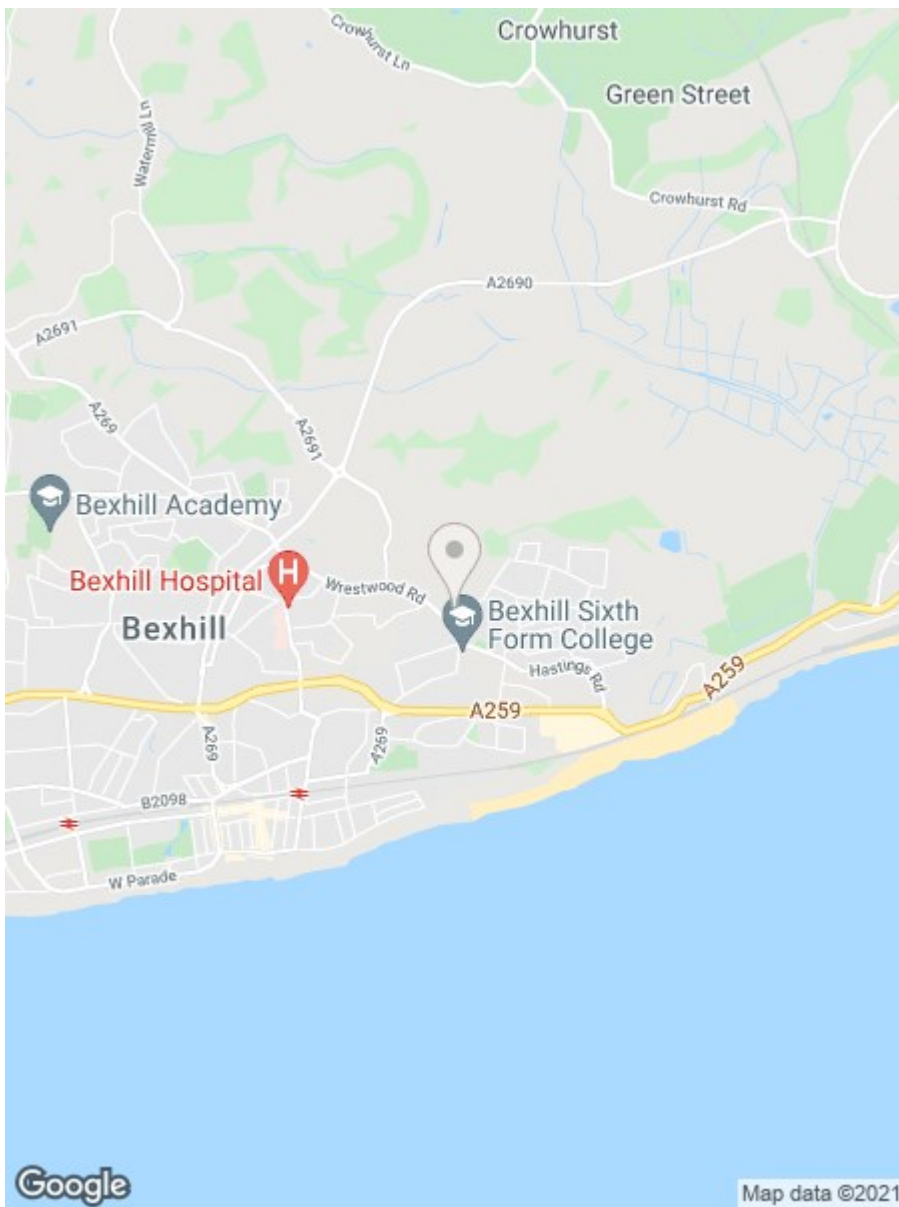 Crowhurst
Crowhurst Ln
Green Street
Watermill Ln
Crowhurst Rd
A2690
A2691
A269
A2691
Bexhill Academy
Bexhill Hospital
H
Wrestwood Rd
Bexhill
Bexhill Sixth
Form College
Hastings Rd
A259
A259
A269
A269
B2098
W Parade
Google
Map data ©2021